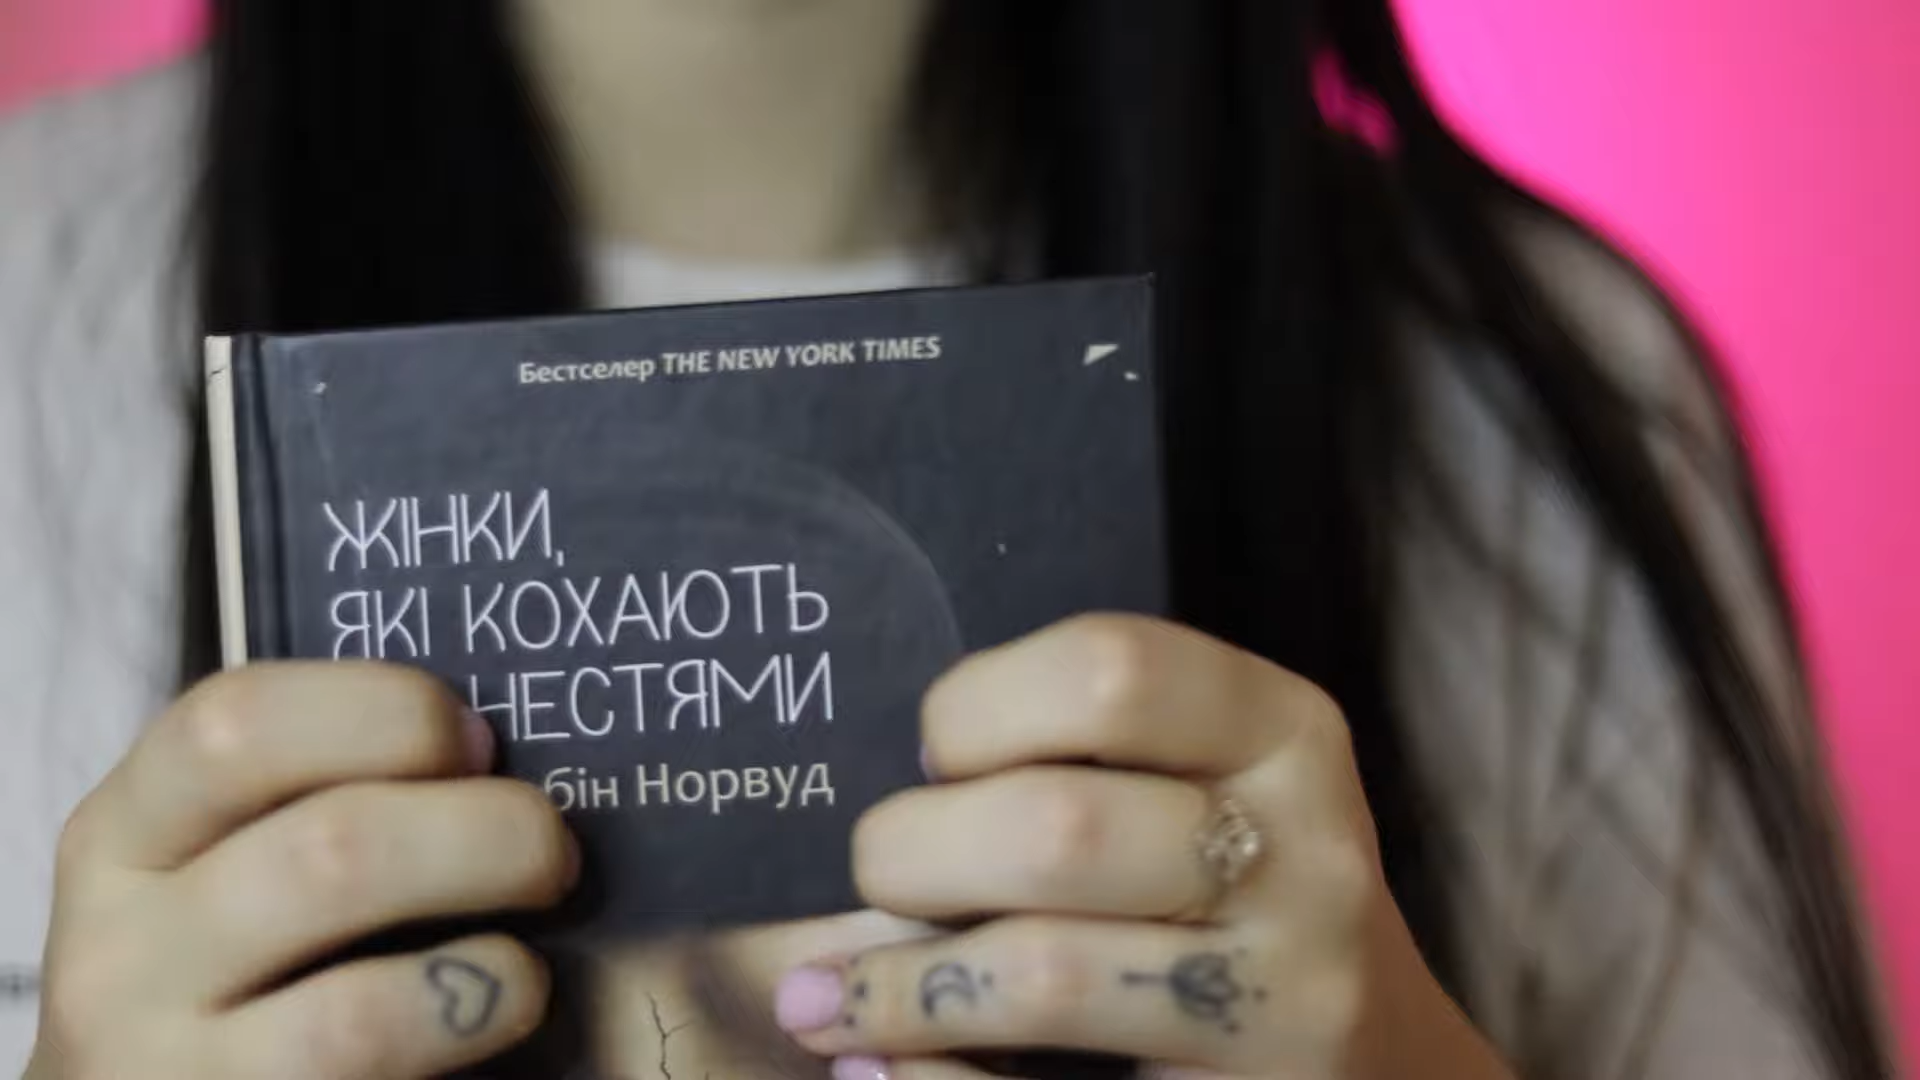 Бестселер THE NEW YORK TIMES
ЖІНКИ,
ЯКІ КОХАЮТЬ
НЕСТЯМИ
бін Норвуд